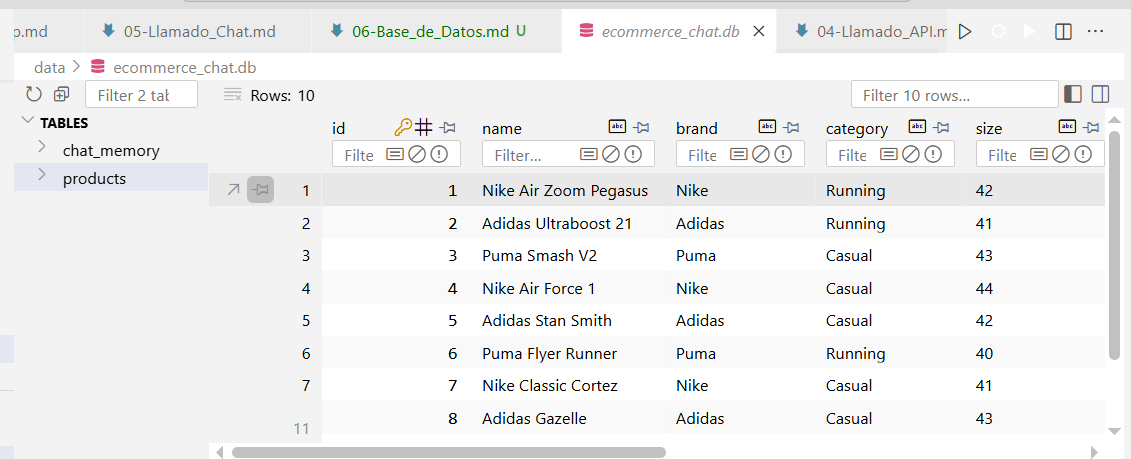 p.md 05-Llamado_Chat.md 06-Base_de_Datos.md U ecommerce_chat.db 04-Llamado_API.m
data > ecommerce_chat.db
Filter 2 tal Rows: 10 Filter 10 rows...
TABLES
chat_memory
products
id name brand category size
Filte Filter... Filte Filte Filte
1 1 Nike Air Zoom Pegasus Nike Running 42
2 2 Adidas Ultraboost 21 Adidas Running 41
3 3 Puma Smash V2 Puma Casual 43
4 4 Nike Air Force 1 Nike Casual 44
5 5 Adidas Stan Smith Adidas Casual 42
6 6 Puma Flyer Runner Puma Running 40
7 7 Nike Classic Cortez Nike Casual 41
8 Adidas Gazelle Adidas Casual 43
11